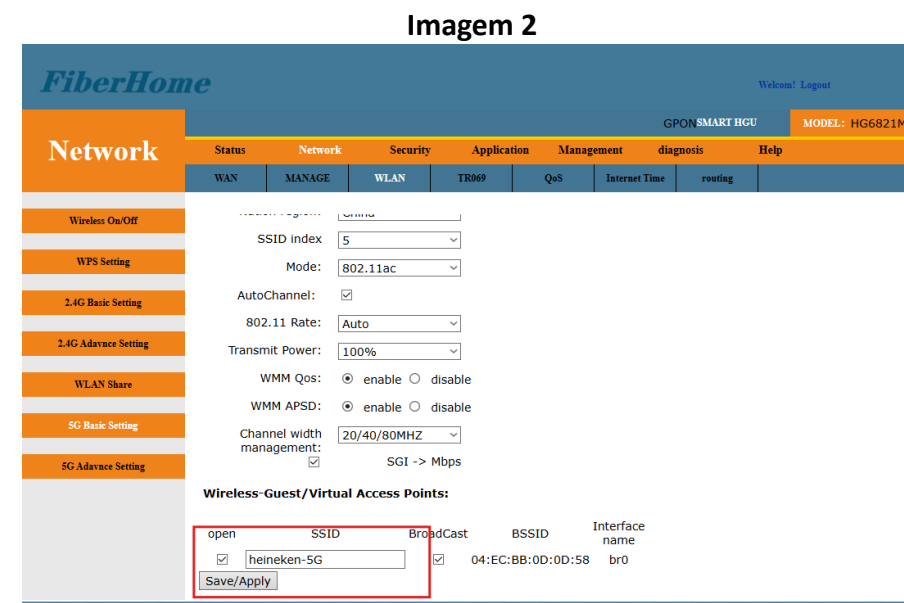 Imagem 2
FiberHome
Welcom! Logout
GPON SMART HGU MODEL: HG6821M
Network
Status Network Security Application Management diagnosis Help
WAN MANAGE WLAN TR069 QoS Internet Time routing
Wireless On/Off
WPS Setting
2.4G Basic Setting
2.4G Adavnce Setting
WLAN Share
5G Basic Setting
5G Adavnce Setting
SSID index 5
Mode: 802.11ac
AutoChannel:
802.11 Rate: Auto
Transmit Power: 100%
WMM Qos: enable disable
WMM APSD: enable disable
Channel width management: 20/40/80MHZ
SGI -> Mbps
Wireless-Guest/Virtual Access Points:
open SSID BroadCast BSSID Interface name
heineken-5G 04:EC:BB:0D:0D:58 br0
Save/Apply